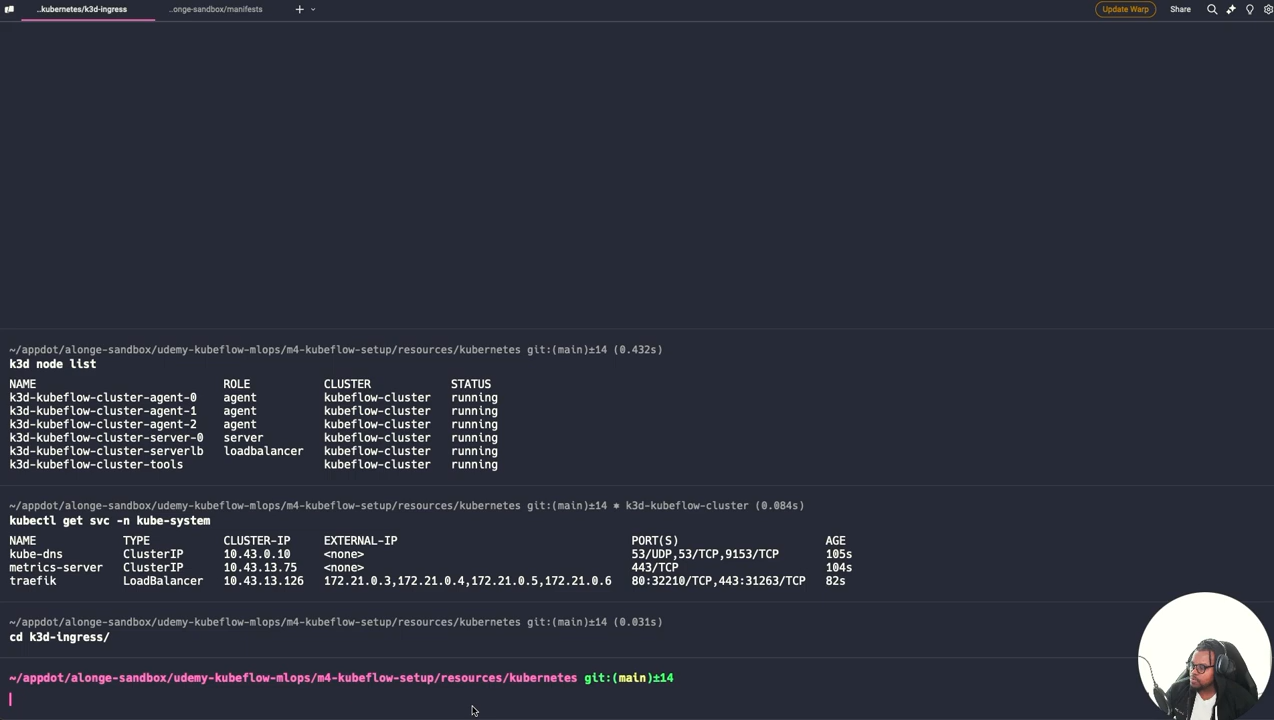 ..kubernetes/k3d-ingress
..onge-sandbox/manifests
Update Warp
Share
~/appdot/alonge-sandbox/udemy-kubeflow-mlops/m4-kubeflow-setup/resources/kubernetes git:(main)±14 (0.432s)
k3d node list
NAME ROLE CLUSTER STATUS
k3d-kubeflow-cluster-agent-0 agent kubeflow-cluster running
k3d-kubeflow-cluster-agent-1 agent kubeflow-cluster running
k3d-kubeflow-cluster-agent-2 agent kubeflow-cluster running
k3d-kubeflow-cluster-server-0 server kubeflow-cluster running
k3d-kubeflow-cluster-serverlb loadbalancer kubeflow-cluster running
k3d-kubeflow-cluster-tools kubeflow-cluster running
~/appdot/alonge-sandbox/udemy-kubeflow-mlops/m4-kubeflow-setup/resources/kubernetes git:(main)±14 ⎈ k3d-kubeflow-cluster (0.084s)
kubectl get svc -n kube-system
NAME TYPE CLUSTER-IP EXTERNAL-IP PORT(S) AGE
kube-dns ClusterIP 10.43.0.10 <none> 53/UDP,53/TCP,9153/TCP 105s
metrics-server ClusterIP 10.43.13.75 <none> 443/TCP 104s
traefik LoadBalancer 10.43.13.126 172.21.0.3,172.21.0.4,172.21.0.5,172.21.0.6 80:32210/TCP,443:31263/TCP 82s
~/appdot/alonge-sandbox/udemy-kubeflow-mlops/m4-kubeflow-setup/resources/kubernetes git:(main)±14 (0.031s)
cd k3d-ingress/
~/appdot/alonge-sandbox/udemy-kubeflow-mlops/m4-kubeflow-setup/resources/kubernetes git:(main)±14